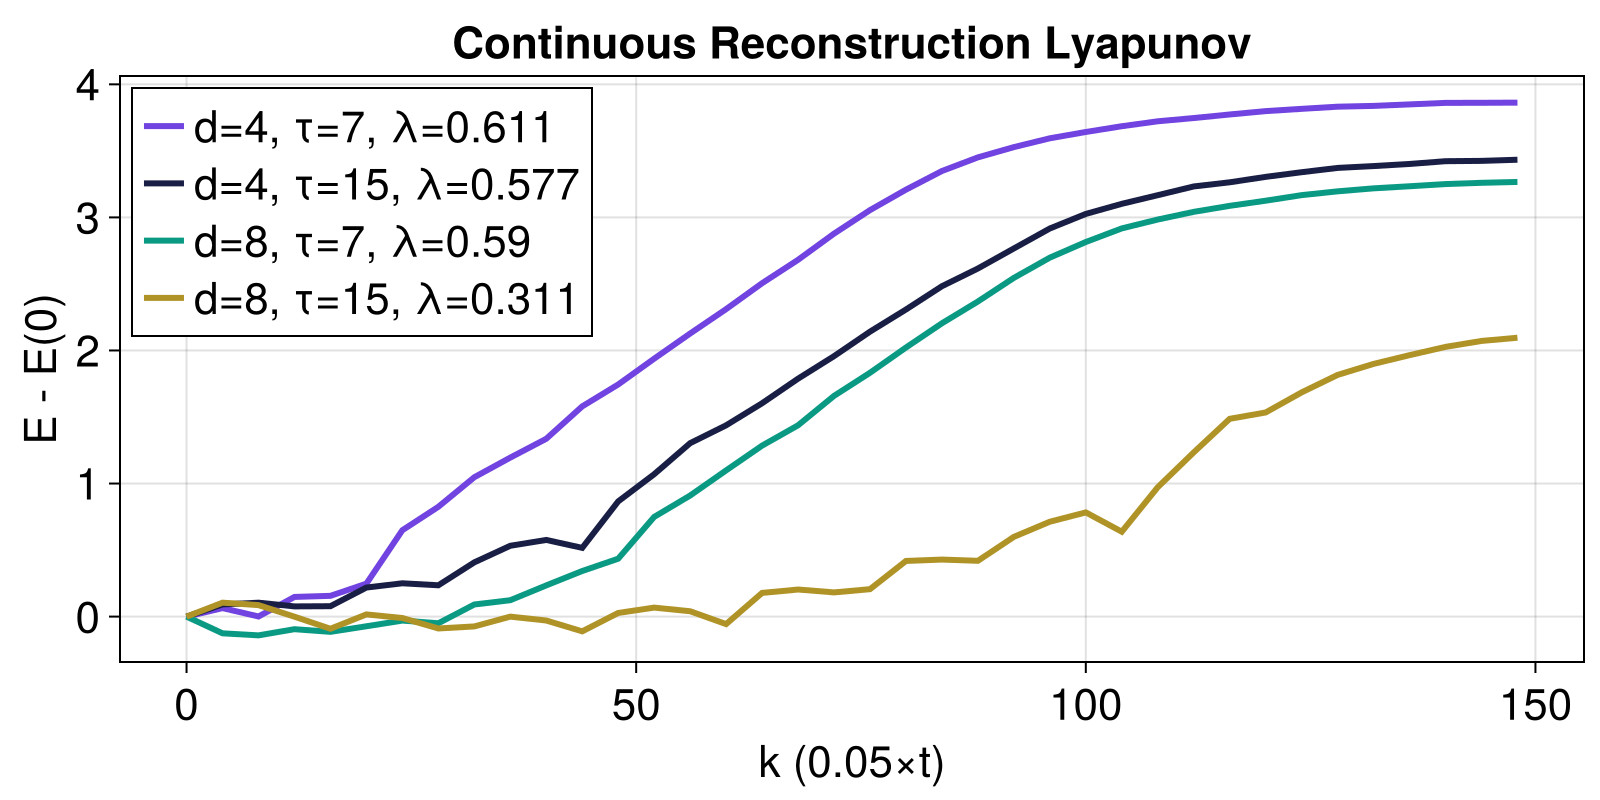 Continuous Reconstruction Lyapunov
d=4, τ=7, λ=0.611
d=4, τ=15, λ=0.577
d=8, τ=7, λ=0.59
d=8, τ=15, λ=0.311
E - E(0)
4
3
2
1
0
0 50 100 150
k (0.05×t)